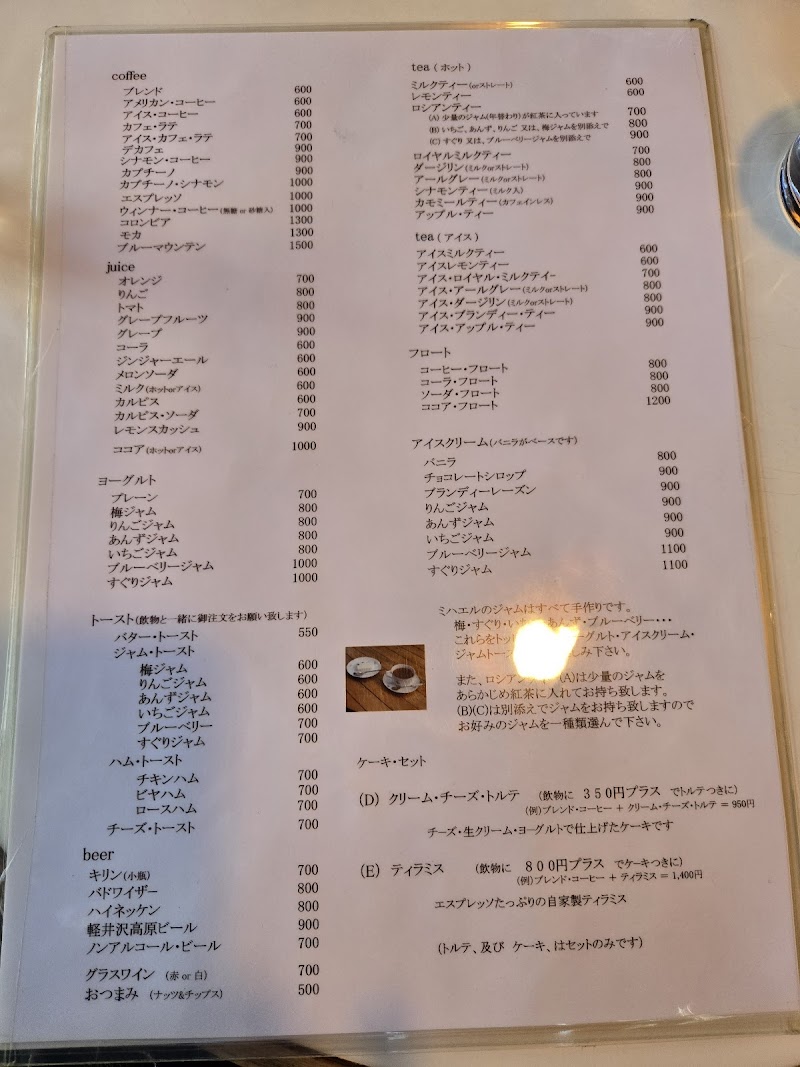 coffee
ブレンド 600
アメリカン・コーヒー 600
アイス・コーヒー 600
カフェ・ラテ 700
アイス・カフェ・ラテ 700
デカフェ 900
シナモン・コーヒー 900
カプチーノ 900
カプチーノ・シナモン 1000
エスプレッソ 1000
ウィンナー・コーヒー(黒糖 or 砂糖入) 1000
コロンビア 1300
モカ 1300
ブルーマウンテン 1500
juice
オレンジ 700
りんご 800
トマト 800
グレープフルーツ 900
グレープ 900
コーラ 600
ジンジャーエール 600
メロンソーダ 600
ミルク(ホットorアイス) 600
カルピス 600
カルピス・ソーダ 700
レモンスカッシュ 900
ココア(ホットorアイス) 1000
ヨーグルト
プレーン 700
梅ジャム 800
りんごジャム 800
あんずジャム 800
いちごジャム 800
ブルーベリージャム 1000
すぐりジャム 1000
トースト(飲物と一緒に御注文をお願い致します)
バター・トースト 550
ジャム・トースト
梅ジャム 600
りんごジャム 600
あんずジャム 600
いちごジャム 600
ブルーベリー 700
すぐりジャム 700
ハム・トースト
チキンハム 700
ビヤハム 700
ロースハム 700
チーズ・トースト 700
beer
キリン(小瓶) 700
バドワイザー 800
ハイネッケン 800
軽井沢高原ビール 900
ノンアルコール・ビール 700
グラスワイン (赤 or 白) 700
おつまみ (ナッツ&チップス) 500
tea ( ホット )
ミルクティー(orストレート) 600
レモンティー 600
ロシアンティー
(A) 少量のジャム(年替わり)が紅茶に入っています 700
(B) いちご、あんず、りんご 又は、梅ジャムを別添えで 800
(C) すぐり 又は、ブルーベリージャムを別添えで 900
ロイヤルミルクティー 700
ダージリン(ミルクorストレート) 800
アールグレー(ミルクorストレート) 800
シナモンティー(ミルク入) 900
カモミールティー(カフェインレス) 900
アップル・ティー 900
tea ( アイス )
アイスミルクティー 600
アイスレモンティー 600
アイス・ロイヤル・ミルクテイ- 700
アイス・アールグレー(ミルクorストレート) 800
アイス・ダージリン(ミルクorストレート) 800
アイス・ブランディー・ティー 900
アイス・アップル・ティー 900
フロート
コーヒー・フロート 800
コーラ・フロート 800
ソーダ・フロート 800
ココア・フロート 1200
アイスクリーム(バニラがベースです)
バニラ 800
チョコレートシロップ 900
ブランディーレーズン 900
りんごジャム 900
あんずジャム 900
いちごジャム 900
ブルーベリージャム 1100
すぐりジャム 1100
ミハエルのジャムはすべて手作りです。
梅・すぐり・いち あんず・ブルーベリー・・・
これらをトッ ーグルト・アイスクリーム・
ジャムトー しみ下さい。
また、ロシアン (A)は少量のジャムを
あらかじめ紅茶に入れてお持ち致します。
(B)(C)は別添えでジャムをお持ち致しますので
お好みのジャムを一種類選んで下さい。
ケーキ・セット
(D) クリーム・チーズ・トルテ (飲物に 350円プラス でトルテつきに)
(例)ブレンド・コーヒー + クリーム・チーズ・トルテ = 950円
チーズ・生クリーム・ヨーグルトで仕上げたケーキです
(E) ティラミス (飲物に 800円プラス でケーキつきに)
(例)ブレンド・コーヒー + ティラミス = 1,400円
エスプレッソたっぷりの自家製ティラミス
(トルテ、及び ケーキ、はセットのみです)